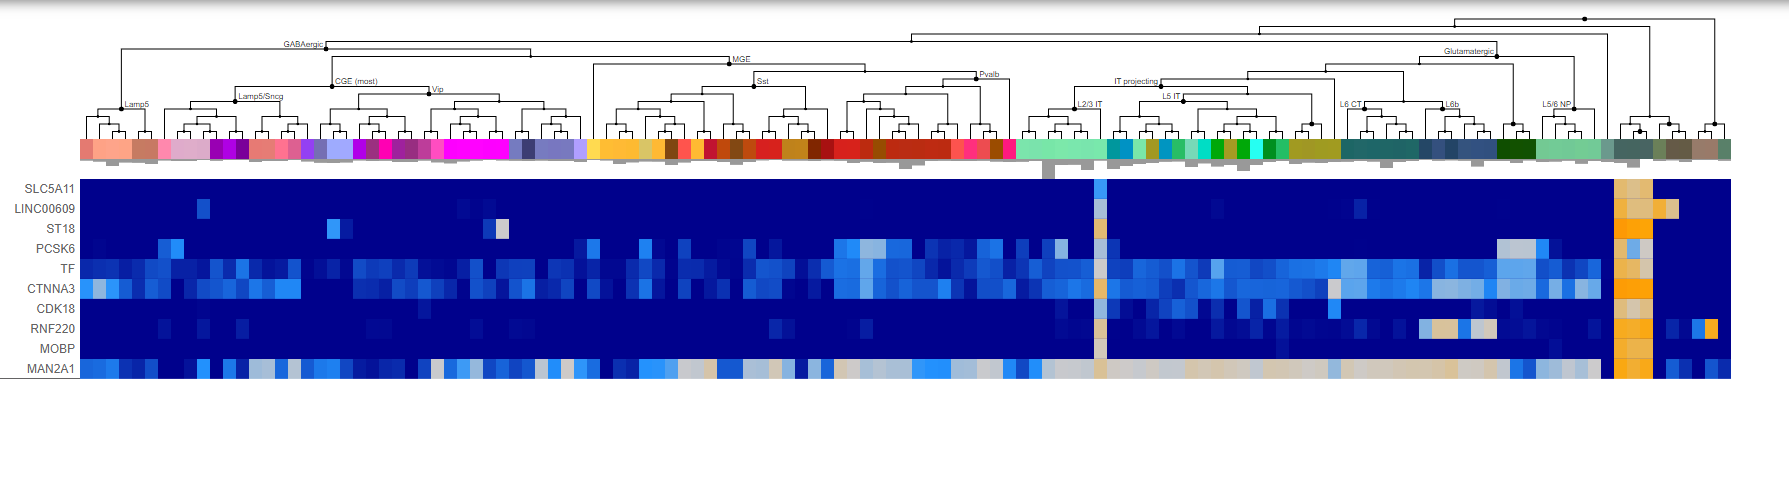 GABAergic
Glutamatergic
MGE
Pvalb
CGE (most)
Sst
IT projecting
Vip
Lamp5/Sncg
L5 IT
Lamp5
L2/3 IT
L6 CT
L6b
L5/6 NP
SLC5A11
LINC00609
ST18
PCSK6
TF
CTNNA3
CDK18
RNF220
MOBP
MAN2A1